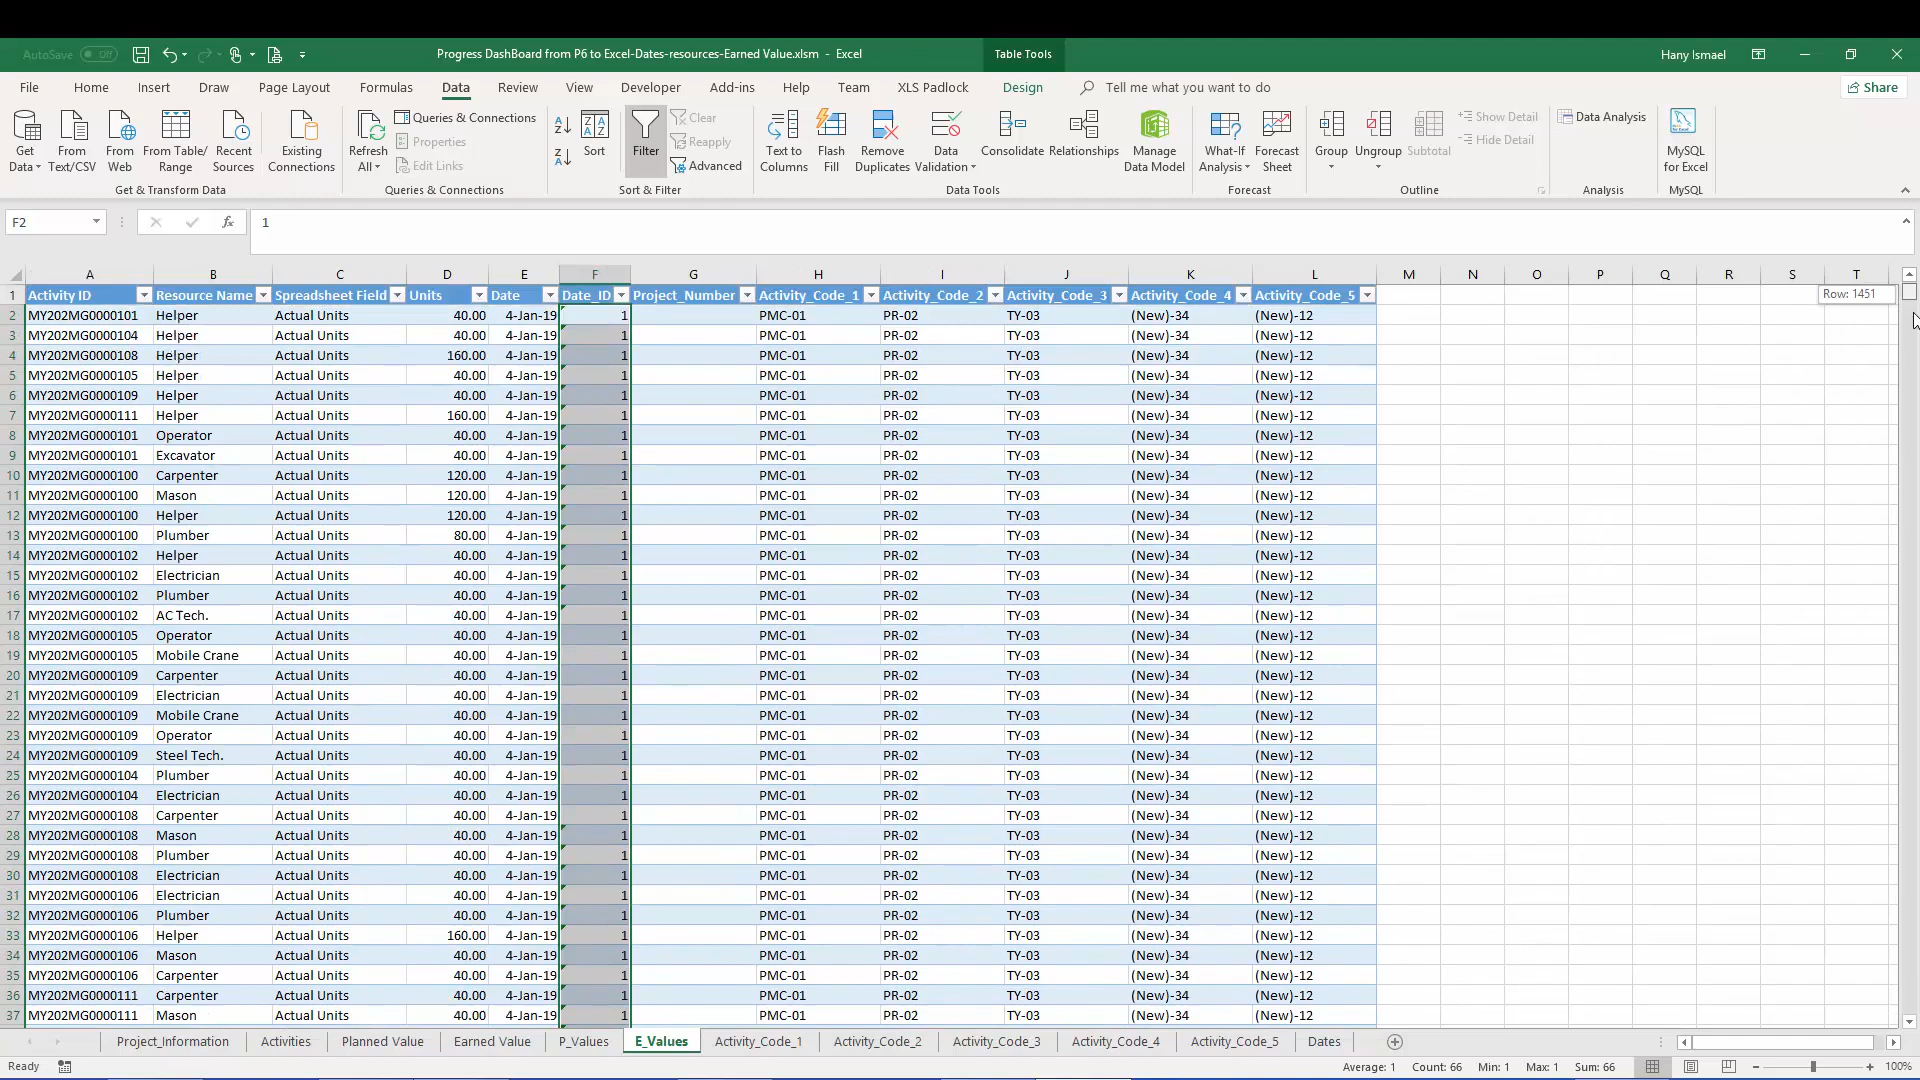 AutoSave Off Progress DashBoard from P6 to Excel-Dates-resources-Earned Value.xlsm - Excel Table Tools Hany Ismael
File Home Insert Draw Page Layout Formulas Data Review View Developer Add-ins Help Team XLS Padlock Design Tell me what you want to do Share
Get Data From Text/CSV From Web From Table/Range Recent Sources Existing Connections Refresh All Queries & Connections Properties Edit Links Sort Filter Clear Reapply Advanced Text to Columns Flash Fill Remove Duplicates Data Validation Consolidate Relationships Manage Data Model What-If Analysis Forecast Sheet Group Ungroup Subtotal Show Detail Hide Detail Data Analysis MySQL for Excel
Get & Transform Data Queries & Connections Sort & Filter Data Tools Forecast Outline Analysis MySQL
F2 fx 1
A B C D E F G H I J K L M N O P Q R S T
1 Activity ID Resource Name Spreadsheet Field Units Date Date_ID Project_Number Activity_Code_1 Activity_Code_2 Activity_Code_3 Activity_Code_4 Activity_Code_5 Row: 1451
2 MY202MG0000101 Helper Actual Units 40.00 4-Jan-19 1 PMC-01 PR-02 TY-03 (New)-34 (New)-12
3 MY202MG0000104 Helper Actual Units 40.00 4-Jan-19 1 PMC-01 PR-02 TY-03 (New)-34 (New)-12
4 MY202MG0000108 Helper Actual Units 160.00 4-Jan-19 1 PMC-01 PR-02 TY-03 (New)-34 (New)-12
5 MY202MG0000105 Helper Actual Units 40.00 4-Jan-19 1 PMC-01 PR-02 TY-03 (New)-34 (New)-12
6 MY202MG0000109 Helper Actual Units 40.00 4-Jan-19 1 PMC-01 PR-02 TY-03 (New)-34 (New)-12
7 MY202MG0000111 Helper Actual Units 160.00 4-Jan-19 1 PMC-01 PR-02 TY-03 (New)-34 (New)-12
8 MY202MG0000101 Operator Actual Units 40.00 4-Jan-19 1 PMC-01 PR-02 TY-03 (New)-34 (New)-12
9 MY202MG0000101 Excavator Actual Units 40.00 4-Jan-19 1 PMC-01 PR-02 TY-03 (New)-34 (New)-12
10 MY202MG0000100 Carpenter Actual Units 120.00 4-Jan-19 1 PMC-01 PR-02 TY-03 (New)-34 (New)-12
11 MY202MG0000100 Mason Actual Units 120.00 4-Jan-19 1 PMC-01 PR-02 TY-03 (New)-34 (New)-12
12 MY202MG0000100 Helper Actual Units 120.00 4-Jan-19 1 PMC-01 PR-02 TY-03 (New)-34 (New)-12
13 MY202MG0000100 Plumber Actual Units 80.00 4-Jan-19 1 PMC-01 PR-02 TY-03 (New)-34 (New)-12
14 MY202MG0000102 Helper Actual Units 40.00 4-Jan-19 1 PMC-01 PR-02 TY-03 (New)-34 (New)-12
15 MY202MG0000102 Electrician Actual Units 40.00 4-Jan-19 1 PMC-01 PR-02 TY-03 (New)-34 (New)-12
16 MY202MG0000102 Plumber Actual Units 40.00 4-Jan-19 1 PMC-01 PR-02 TY-03 (New)-34 (New)-12
17 MY202MG0000102 AC Tech. Actual Units 40.00 4-Jan-19 1 PMC-01 PR-02 TY-03 (New)-34 (New)-12
18 MY202MG0000105 Operator Actual Units 40.00 4-Jan-19 1 PMC-01 PR-02 TY-03 (New)-34 (New)-12
19 MY202MG0000105 Mobile Crane Actual Units 40.00 4-Jan-19 1 PMC-01 PR-02 TY-03 (New)-34 (New)-12
20 MY202MG0000109 Carpenter Actual Units 40.00 4-Jan-19 1 PMC-01 PR-02 TY-03 (New)-34 (New)-12
21 MY202MG0000109 Electrician Actual Units 40.00 4-Jan-19 1 PMC-01 PR-02 TY-03 (New)-34 (New)-12
22 MY202MG0000109 Mobile Crane Actual Units 40.00 4-Jan-19 1 PMC-01 PR-02 TY-03 (New)-34 (New)-12
23 MY202MG0000109 Operator Actual Units 40.00 4-Jan-19 1 PMC-01 PR-02 TY-03 (New)-34 (New)-12
24 MY202MG0000109 Steel Tech. Actual Units 40.00 4-Jan-19 1 PMC-01 PR-02 TY-03 (New)-34 (New)-12
25 MY202MG0000104 Plumber Actual Units 40.00 4-Jan-19 1 PMC-01 PR-02 TY-03 (New)-34 (New)-12
26 MY202MG0000104 Electrician Actual Units 40.00 4-Jan-19 1 PMC-01 PR-02 TY-03 (New)-34 (New)-12
27 MY202MG0000108 Carpenter Actual Units 40.00 4-Jan-19 1 PMC-01 PR-02 TY-03 (New)-34 (New)-12
28 MY202MG0000108 Mason Actual Units 40.00 4-Jan-19 1 PMC-01 PR-02 TY-03 (New)-34 (New)-12
29 MY202MG0000108 Plumber Actual Units 40.00 4-Jan-19 1 PMC-01 PR-02 TY-03 (New)-34 (New)-12
30 MY202MG0000108 Electrician Actual Units 40.00 4-Jan-19 1 PMC-01 PR-02 TY-03 (New)-34 (New)-12
31 MY202MG0000106 Electrician Actual Units 40.00 4-Jan-19 1 PMC-01 PR-02 TY-03 (New)-34 (New)-12
32 MY202MG0000106 Plumber Actual Units 40.00 4-Jan-19 1 PMC-01 PR-02 TY-03 (New)-34 (New)-12
33 MY202MG0000106 Helper Actual Units 160.00 4-Jan-19 1 PMC-01 PR-02 TY-03 (New)-34 (New)-12
34 MY202MG0000106 Mason Actual Units 40.00 4-Jan-19 1 PMC-01 PR-02 TY-03 (New)-34 (New)-12
35 MY202MG0000106 Carpenter Actual Units 40.00 4-Jan-19 1 PMC-01 PR-02 TY-03 (New)-34 (New)-12
36 MY202MG0000111 Carpenter Actual Units 40.00 4-Jan-19 1 PMC-01 PR-02 TY-03 (New)-34 (New)-12
37 MY202MG0000111 Mason Actual Units 40.00 4-Jan-19 1 PMC-01 PR-02 TY-03 (New)-34 (New)-12
Project_Information Activities Planned Value Earned Value P_Values E_Values Activity_Code_1 Activity_Code_2 Activity_Code_3 Activity_Code_4 Activity_Code_5 Dates
Ready Average: 1 Count: 66 Min: 1 Max: 1 Sum: 66 100%